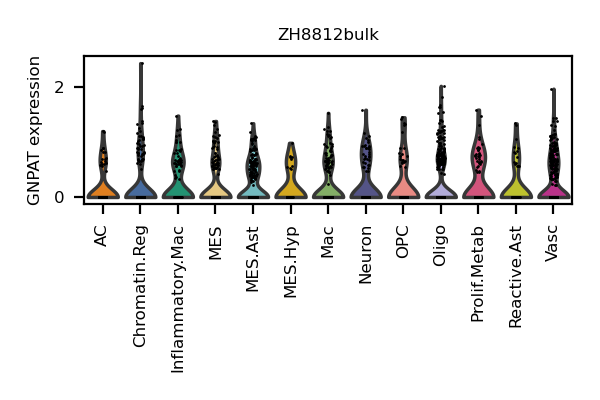 ZH8812bulk
GNPAT expression
2
0
AC
Chromatin.Reg
Inflammatory.Mac
MES
MES.Ast
MES.Hyp
Mac
Neuron
OPC
Oligo
Prolif.Metab
Reactive.Ast
Vasc